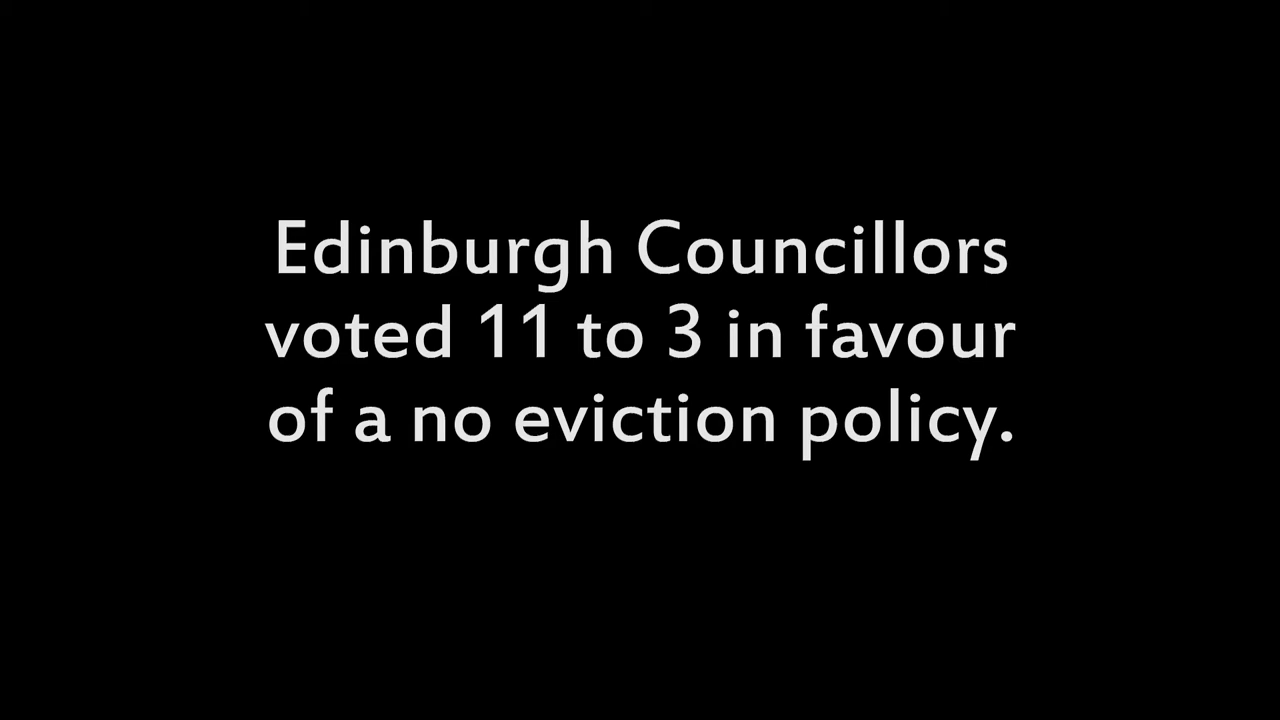 Edinburgh Councillors
voted 11 to 3 in favour
of a no eviction policy.